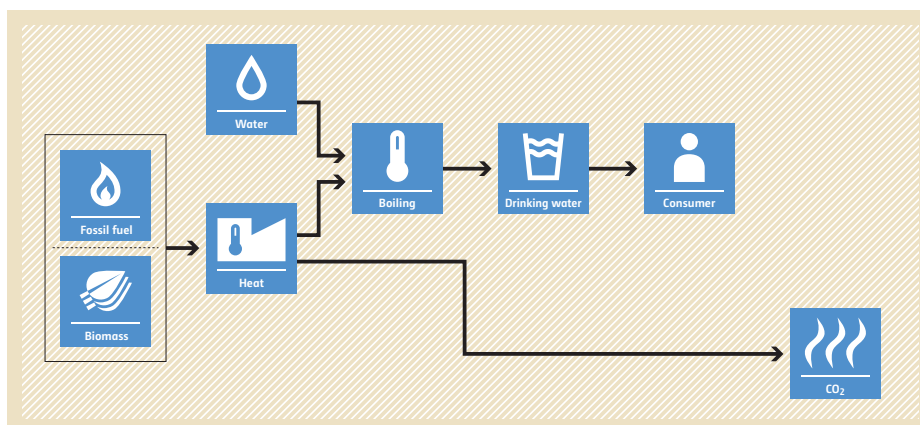 Water
Fossil fuel
Biomass
Heat
Boiling
Drinking water
Consumer
CO₂